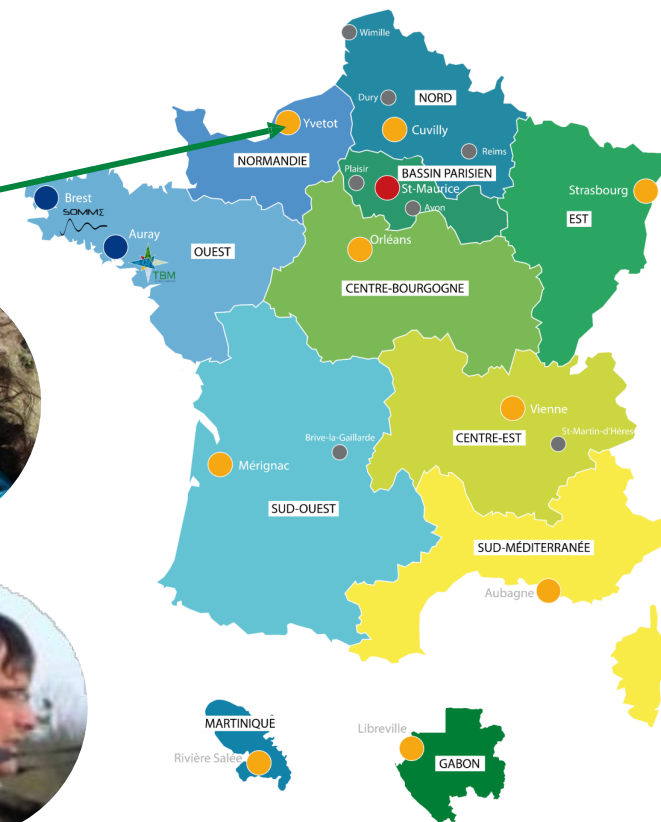 Wimille
Dury
NORD
Yvetot
Cuvilly
NORMANDIE
Reims
Plaisir
BASSIN PARISIEN
St-Maurice
Strasbourg
Brest
SOMME
Avon
EST
Auray
OUEST
Orléans
TBM
CENTRE-BOURGOGNE
Vienne
Brive-la-Gaillarde
CENTRE-EST
St-Martin-d'Hères
Mérignac
SUD-OUEST
SUD-MÉDITERRANÉE
Aubagne
MARTINIQUE
Libreville
Rivière Salée
GABON